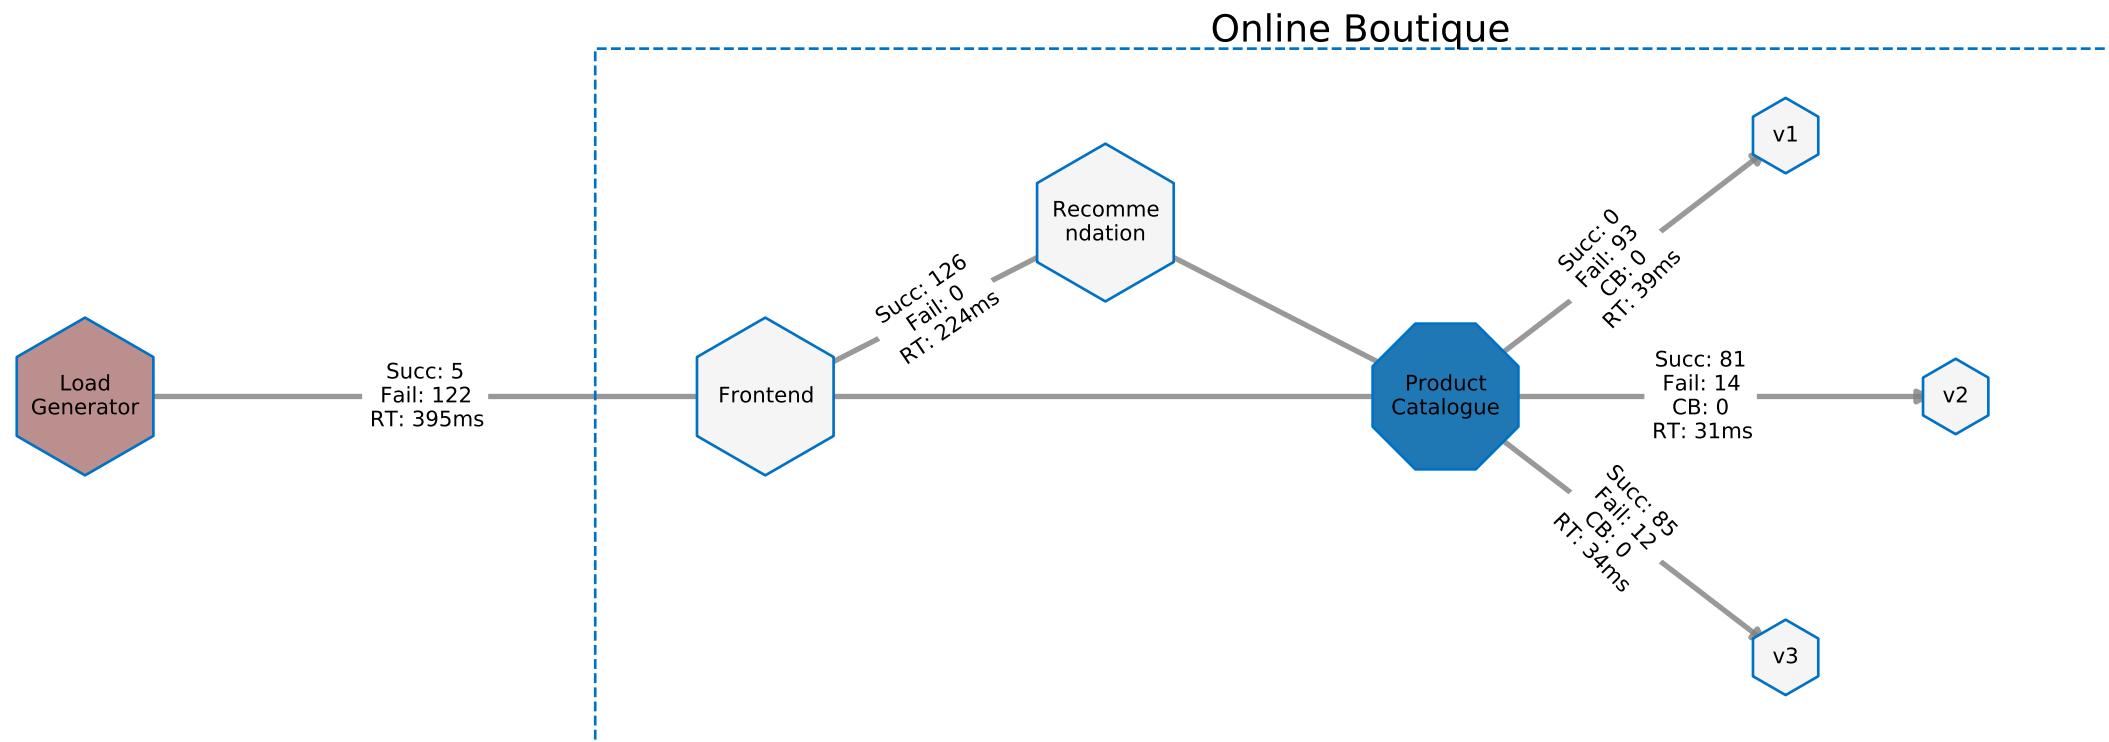 Online Boutique
v1
Recomme
ndation
Succ: 0
Fail: 93
CB: 0
RT: 39ms
Succ: 126
Fail: 0
RT: 224ms
Load
Generator
Succ: 5
Fail: 122
RT: 395ms
Frontend
Product
Catalogue
Succ: 81
Fail: 14
CB: 0
RT: 31ms
v2
Succ: 85
Fail: 12
CB: 0
RT: 34ms
v3